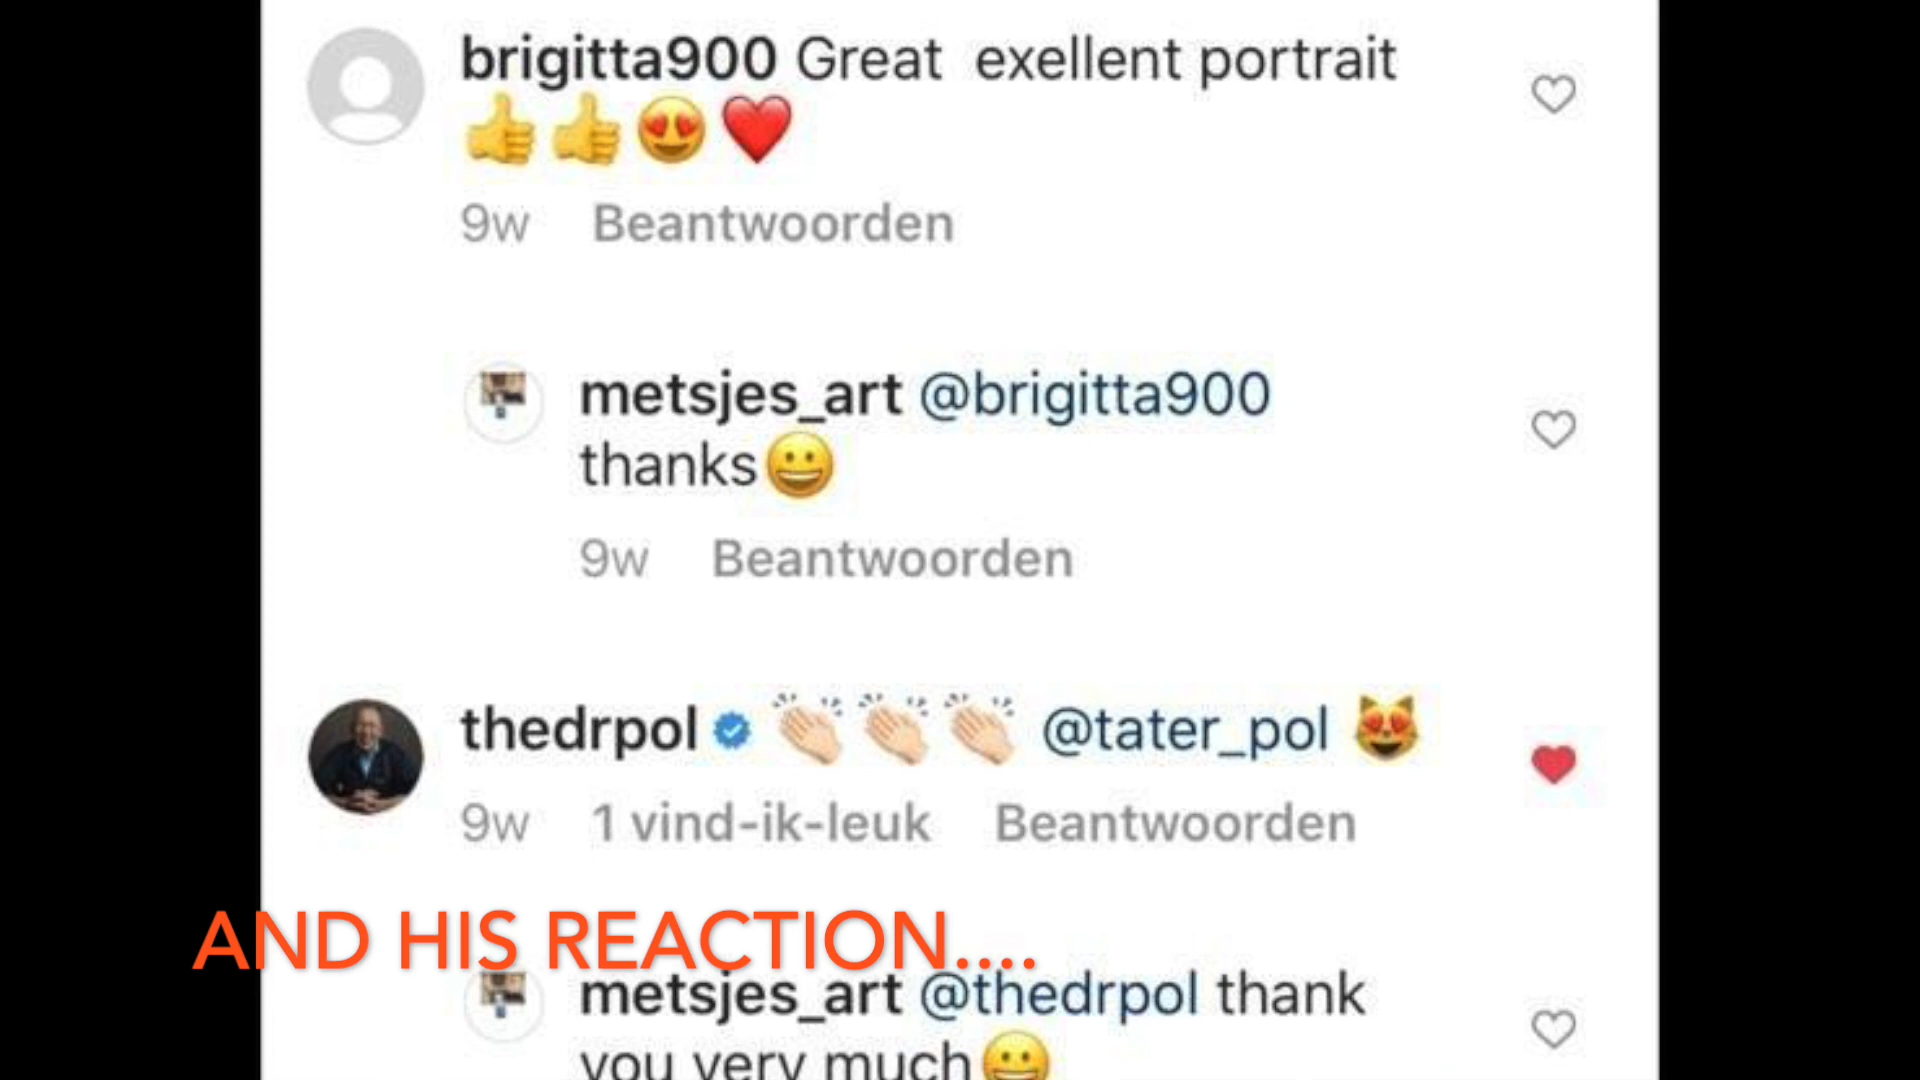 brigitta900 Great exellent portrait
👍👍😍❤️
9w Beantwoorden
metsjes_art @brigitta900
thanks😀
9w Beantwoorden
thedrpol 👏🏻👏🏻👏🏻 @tater_pol 😻
9w 1 vind-ik-leuk Beantwoorden
AND HIS REACTION....
metsjes_art @thedrpol thank
you very much😀